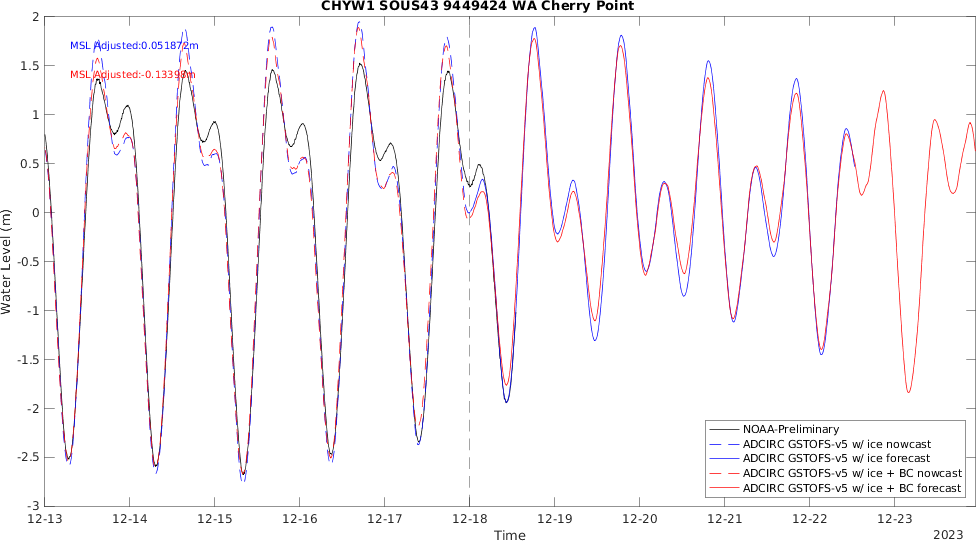 CHYW1 SOUS43 9449424 WA Cherry Point
MSL Adjusted:0.051872m
MSL Adjusted:-0.13398m
Water Level (m)
2
1.5
1
0.5
0
-0.5
-1
-1.5
-2
-2.5
-3
NOAA-Preliminary
ADCIRC GSTOFS-v5 w/ ice nowcast
ADCIRC GSTOFS-v5 w/ ice forecast
ADCIRC GSTOFS-v5 w/ ice + BC nowcast
ADCIRC GSTOFS-v5 w/ ice + BC forecast
12-13 12-14 12-15 12-16 12-17 12-18 12-19 12-20 12-21 12-22 12-23
Time
2023